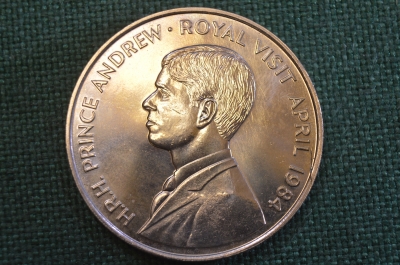 H.R.H. PRINCE ANDREW · ROYAL VISIT APRIL 1984